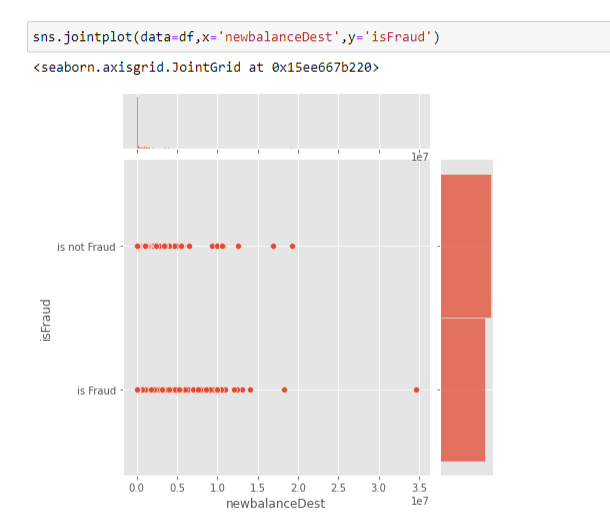 sns.jointplot(data=df,x='newbalanceDest',y='isFraud')
<seaborn.axisgrid.JointGrid at 0x15ee667b220>
1e7
is not Fraud
isFraud
is Fraud
0.0 0.5 1.0 1.5 2.0 2.5 3.0 3.5
1e7
newbalanceDest